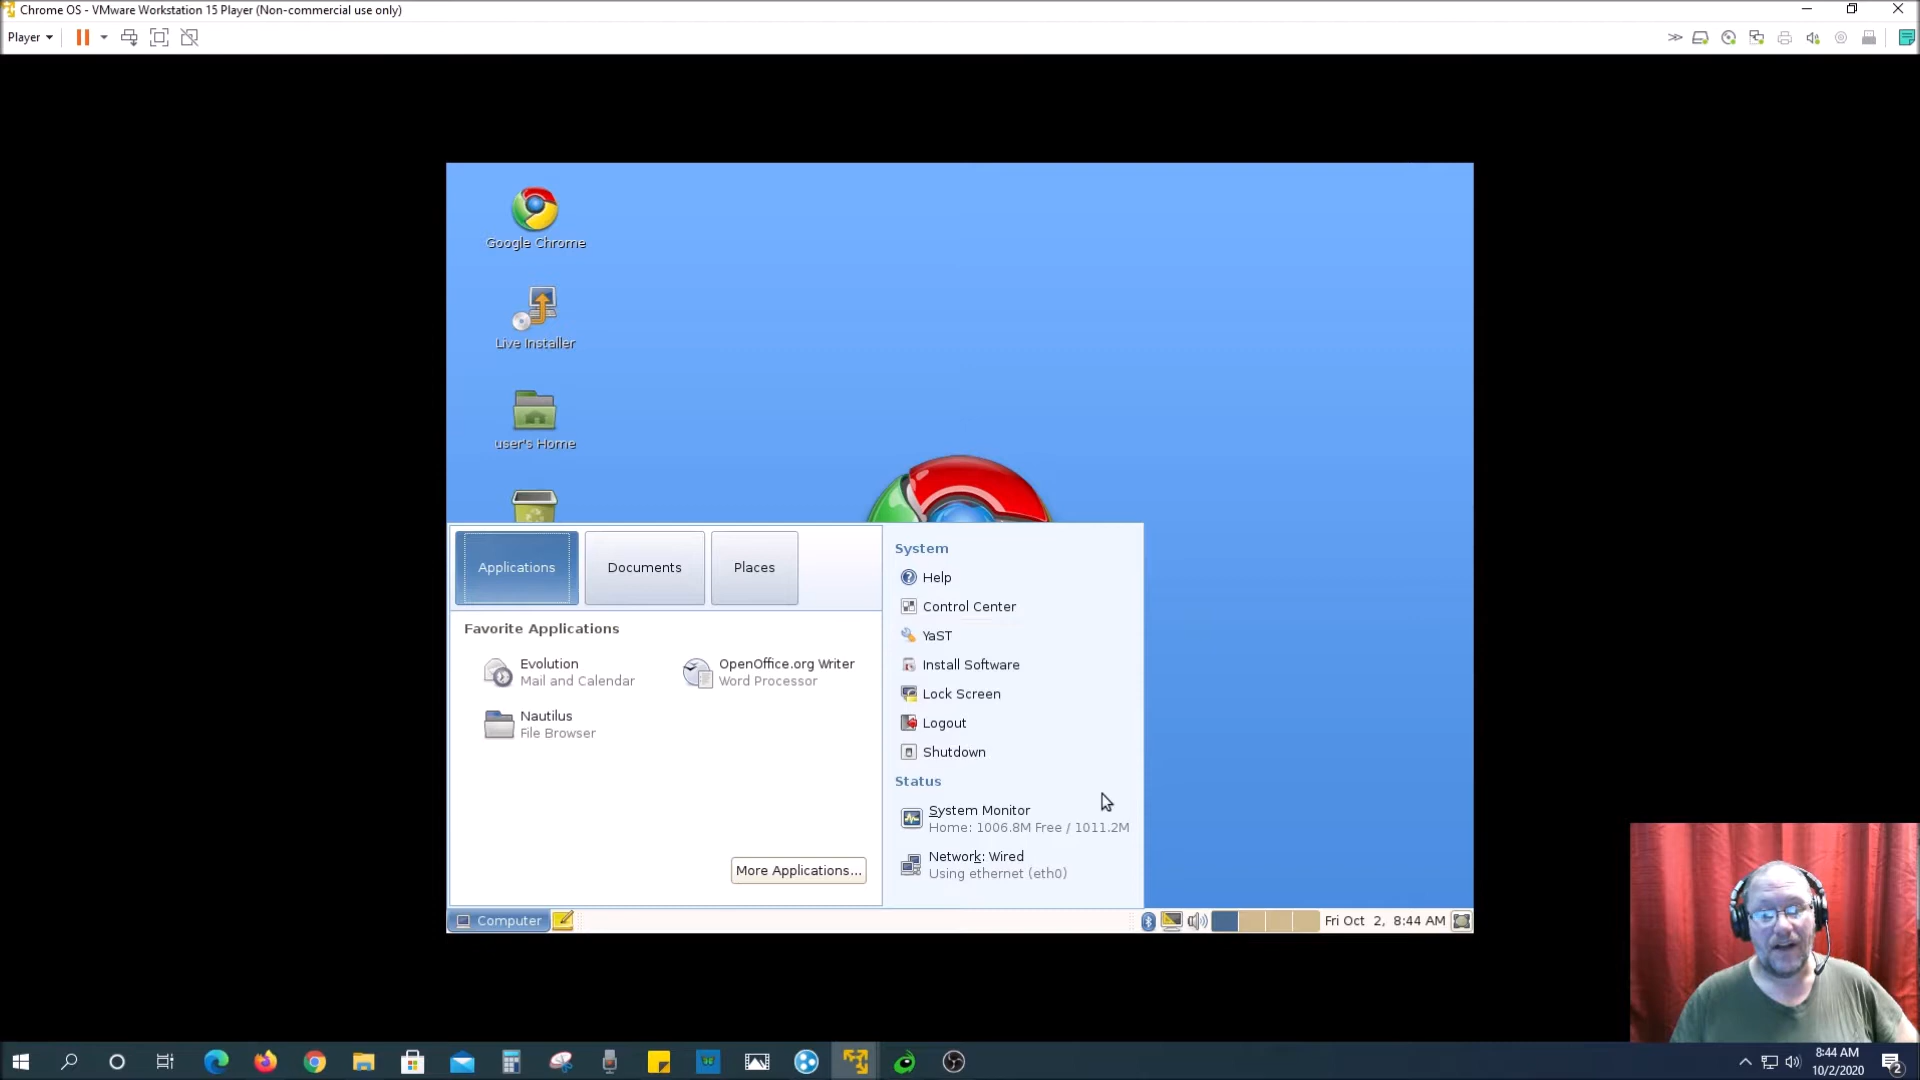 Chrome OS - VMware Workstation 15 Player (Non-commercial use only)
Player
Google Chrome
Live Installer
user's Home
Applications
Documents
Places
Favorite Applications
Evolution
Mail and Calendar
OpenOffice.org Writer
Word Processor
Nautilus
File Browser
More Applications...
System
Help
Control Center
YaST
Install Software
Lock Screen
Logout
Shutdown
Status
System Monitor
Home: 1006.8M Free / 1011.2M
Network: Wired
Using ethernet (eth0)
Computer
Fri Oct 2, 8:44 AM
8:44 AM
10/2/2020
2